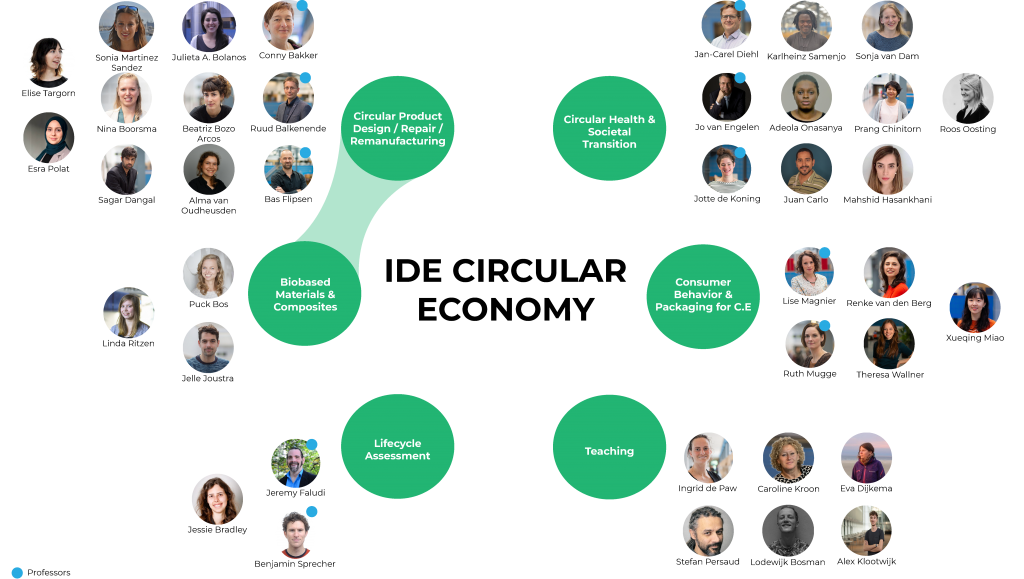 Elise Targorn
Esra Polat
Sonia Martinez
Sandez
Julieta A. Bolanos
Conny Bakker
Nina Boorsma
Beatriz Bozo
Arcos
Ruud Balkenende
Sagar Dangal
Alma van
Oudheusden
Bas Flipsen
Circular Product
Design / Repair /
Remanufacturing
Circular Health &
Societal
Transition
Jan-Carel Diehl
Karlheinz Samenjo
Sonja van Dam
Jo van Engelen
Adeola Onasanya
Prang Chinitorn
Roos Oosting
Jotte de Koning
Juan Carlo
Mahshid Hasankhani
Puck Bos
Linda Ritzen
Jelle Joustra
Biobased
Materials &
Composites
IDE CIRCULAR
ECONOMY
Consumer
Behavior &
Packaging for C.E
Lise Magnier
Renke van den Berg
Xueqing Miao
Ruth Mugge
Theresa Wallner
Lifecycle
Assessment
Jeremy Faludi
Jessie Bradley
Benjamin Sprecher
Teaching
Ingrid de Paw
Caroline Kroon
Eva Dijkema
Stefan Persaud
Lodewijk Bosman
Alex Klootwijk
Professors